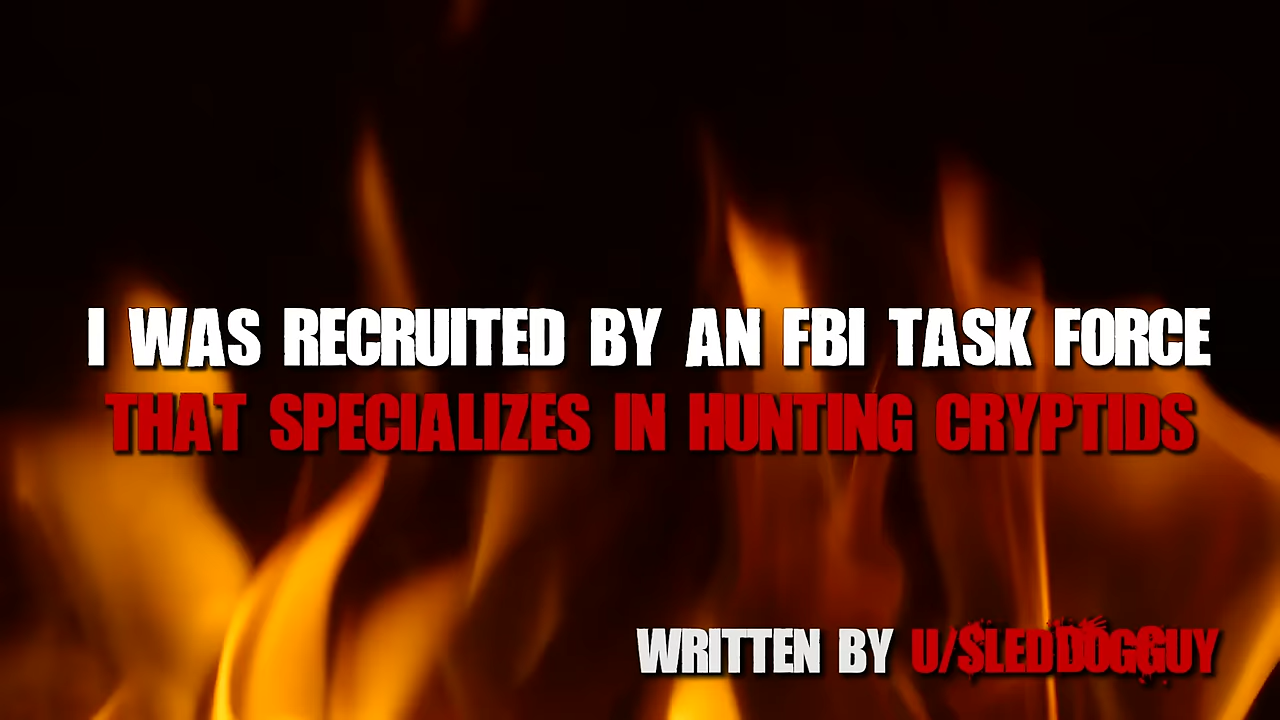 I WAS RECRUITED BY AN FBI TASK FORCE
THAT SPECIALIZES IN HUNTING CRYPTIDS
WRITTEN BY U/SLEDDOGGUY